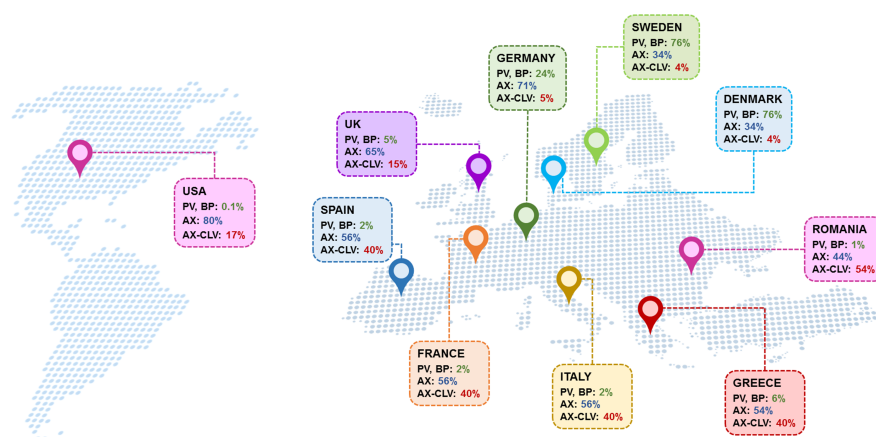 SWEDEN
PV, BP: 76%
AX: 34%
AX-CLV: 4%
GERMANY
PV, BP: 24%
AX: 71%
AX-CLV: 5%
DENMARK
PV, BP: 76%
AX: 34%
AX-CLV: 4%
UK
PV, BP: 5%
AX: 65%
AX-CLV: 15%
USA
PV, BP: 0.1%
AX: 80%
AX-CLV: 17%
SPAIN
PV, BP: 2%
AX: 56%
AX-CLV: 40%
ROMANIA
PV, BP: 1%
AX: 44%
AX-CLV: 54%
FRANCE
PV, BP: 2%
AX: 56%
AX-CLV: 40%
ITALY
PV, BP: 2%
AX: 56%
AX-CLV: 40%
GREECE
PV, BP: 6%
AX: 54%
AX-CLV: 40%